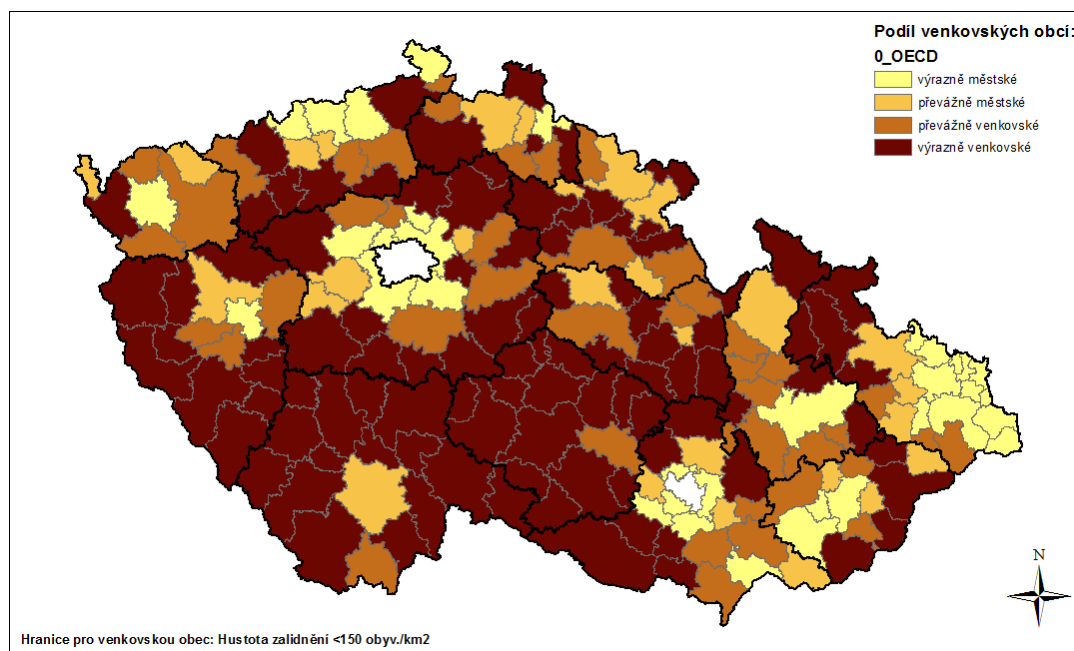 Podíl venkovských obcí:
0_OECD
výrazně městské
převážně městské
převážně venkovské
výrazně venkovské
N
Hranice pro venkovskou obec: Hustota zalidnění <150 obyv./km2